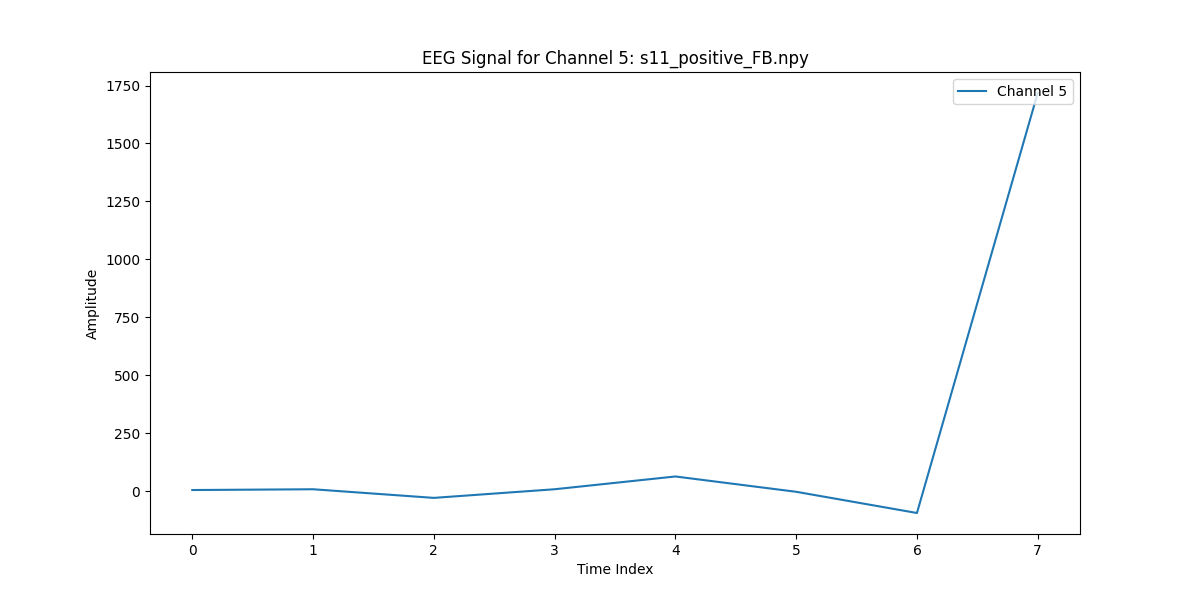 EEG Signal for Channel 5: s11_positive_FB.npy
Channel 5
1750
1500
1250
1000
750
500
250
0
Amplitude
0 1 2 3 4 5 6 7
Time Index